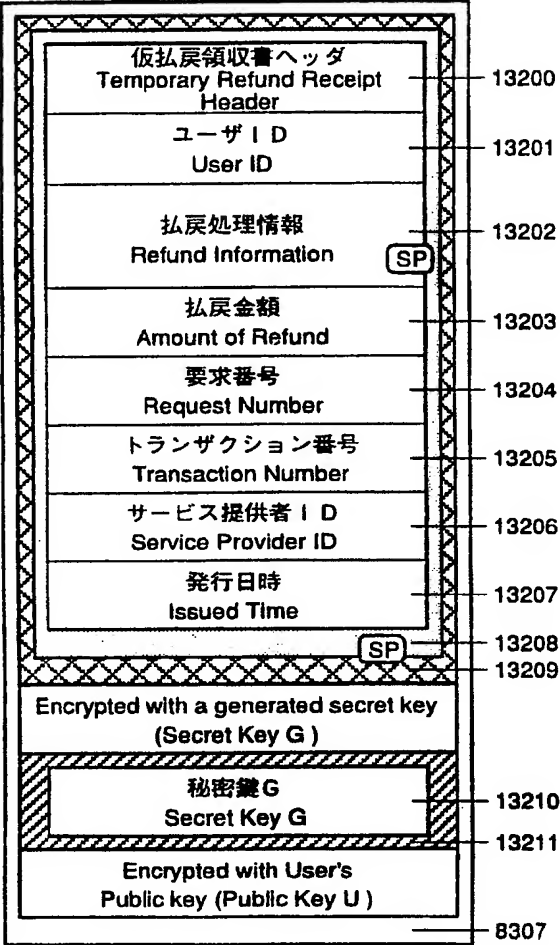 仮払戻領収書ヘッダ
Temporary Refund Receipt
Header
13200
ユーザID
User ID
13201
払戻処理情報
Refund Information
13202
SP
払戻金額
Amount of Refund
13203
要求番号
Request Number
13204
トランザクション番号
Transaction Number
13205
サービス提供者ID
Service Provider ID
13206
発行日時
Issued Time
13207
SP
13208
13209
Encrypted with a generated secret key
(Secret Key G )
秘密鍵G
Secret Key G
13210
13211
Encrypted with User's
Public key (Public Key U )
8307